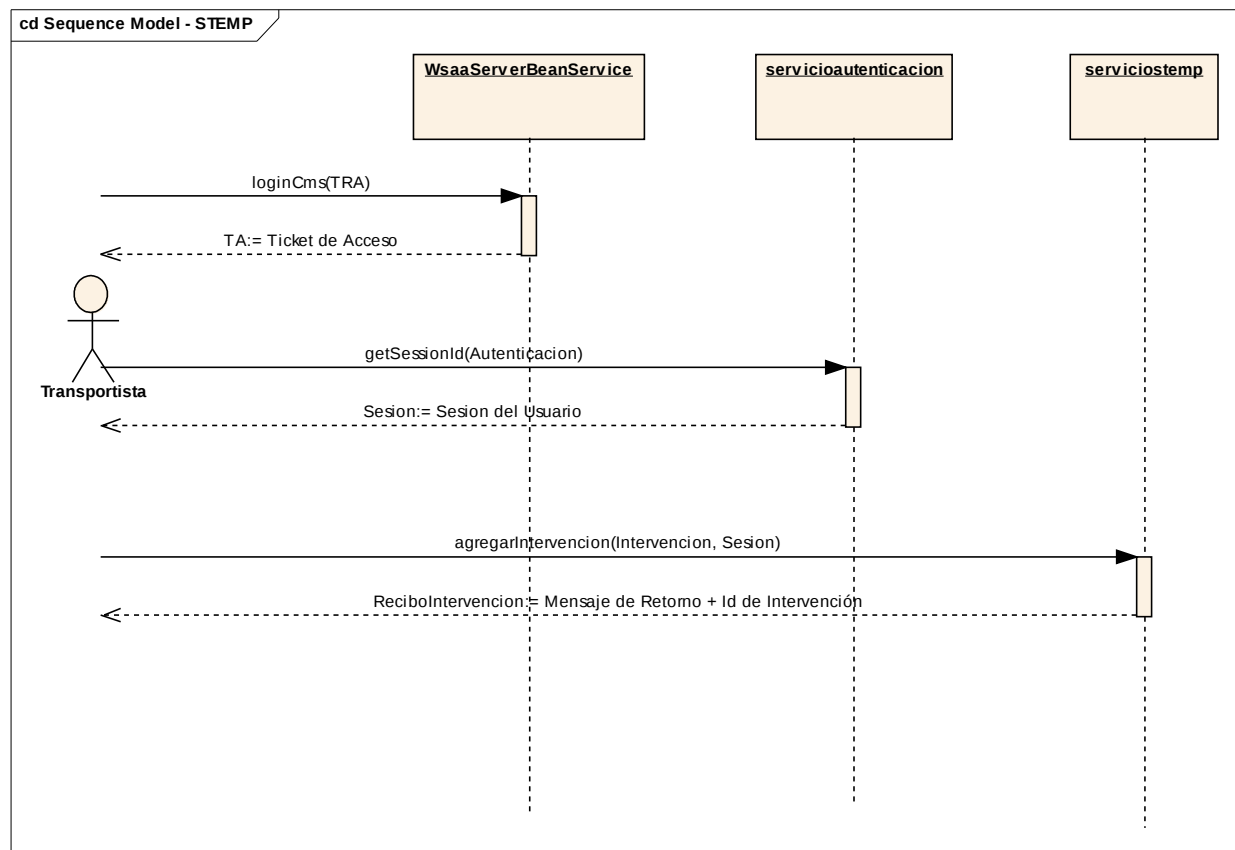 cd Sequence Model - STEMP
WsaaServerBeanService
servicioautenticacion
serviciostemp
loginCms(TRA)
TA:= Ticket de Acceso
getSessionId(Autenticacion)
Transportista
Sesion:= Sesion del Usuario
agregarIntervencion(Intervencion, Sesion)
ReciboIntervencion:= Mensaje de Retorno + Id de Intervención